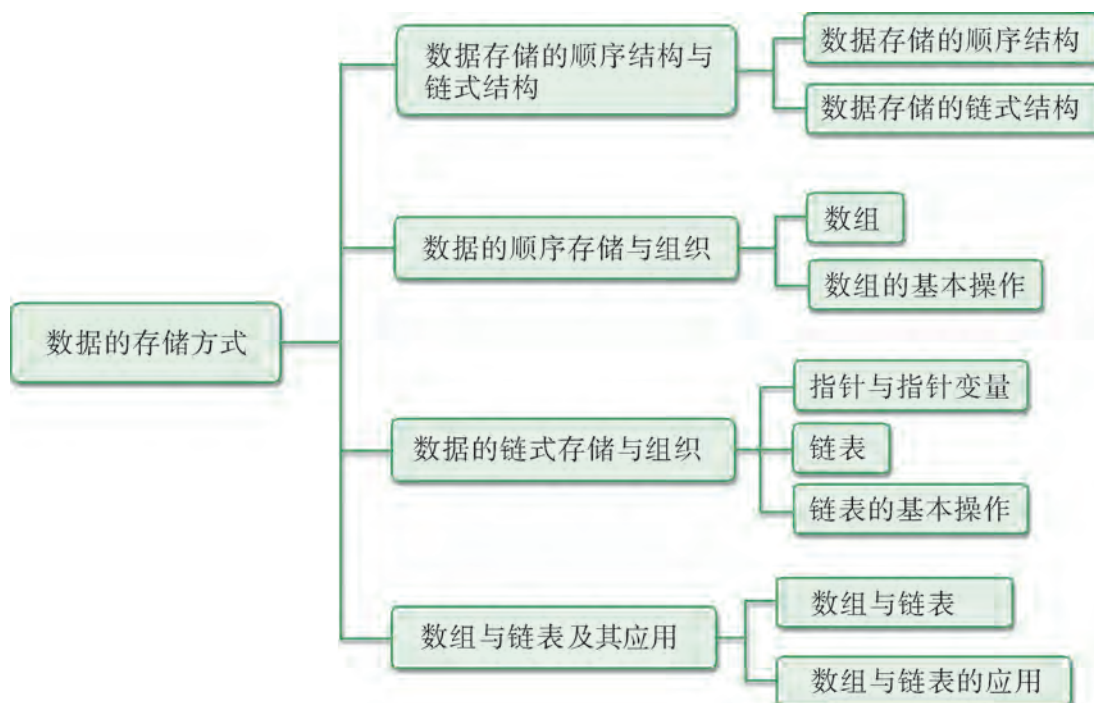 数据的存储方式
数据存储的顺序结构与
链式结构
数据存储的顺序结构
数据存储的链式结构
数据的顺序存储与组织
数组
数组的基本操作
数据的链式存储与组织
指针与指针变量
链表
链表的基本操作
数组与链表及其应用
数组与链表
数组与链表的应用